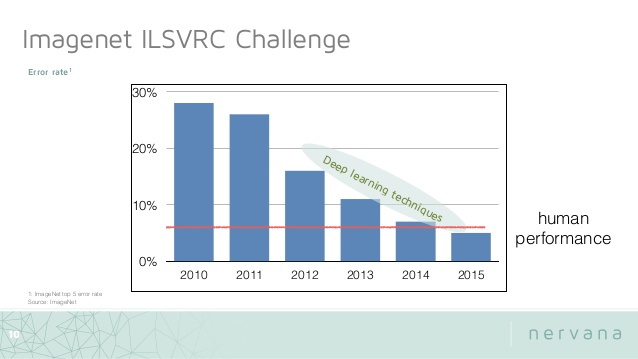 Imagenet ILSVRC Challenge
Error rate¹
30%
20%
10%
0%
Deep learning techniques
2010 2011 2012 2013 2014 2015
human
performance
1: ImageNet top 5 error rate
Source: ImageNet
10
nervana